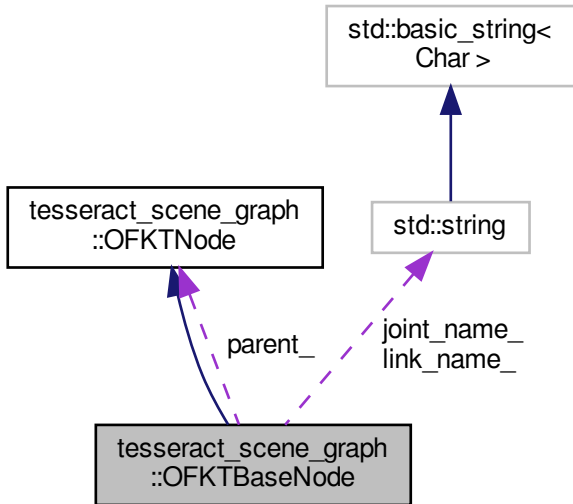 std::basic_string<
Char >
tesseract_scene_graph
::OFKTNode
std::string
parent_
joint_name_
link_name_
tesseract_scene_graph
::OFKTBaseNode